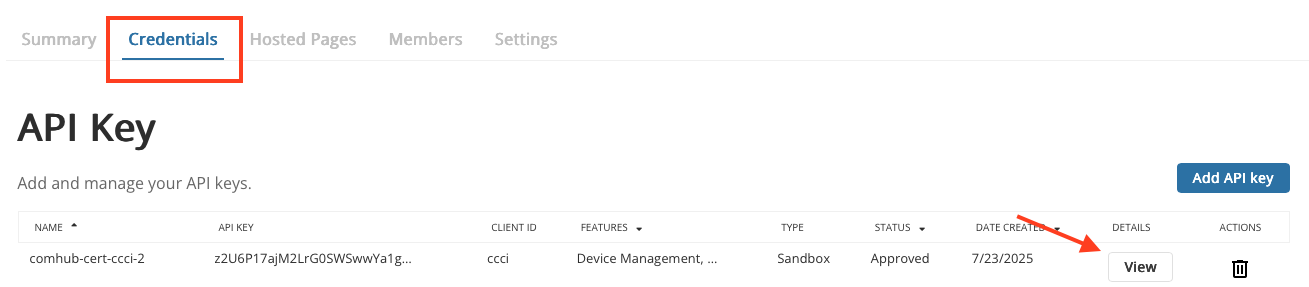 Summary Credentials Hosted Pages Members Settings
API Key
Add and manage your API keys.
Add API key
NAME API KEY CLIENT ID FEATURES TYPE STATUS DATE CREATED DETAILS ACTIONS
comhub-cert-ccci-2 z2U6P17ajM2LrG0SWSwwYa1g... ccci Device Management, ... Sandbox Approved 7/23/2025 View